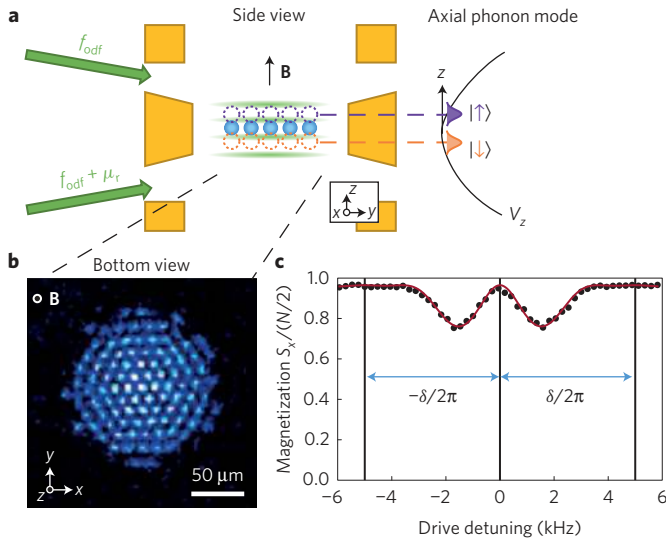 a
Side view
Axial phonon mode
f_odf
B
z
|↑⟩
|↓⟩
f_odf + μ_r
z
x
y
V_z
b
Bottom view
c
B
y
z
x
50 μm
Magnetization S_x/(N/2)
1.0
0.8
0.6
0.4
0.2
0.0
−δ/2π
δ/2π
−6
−4
−2
0
2
4
6
Drive detuning (kHz)